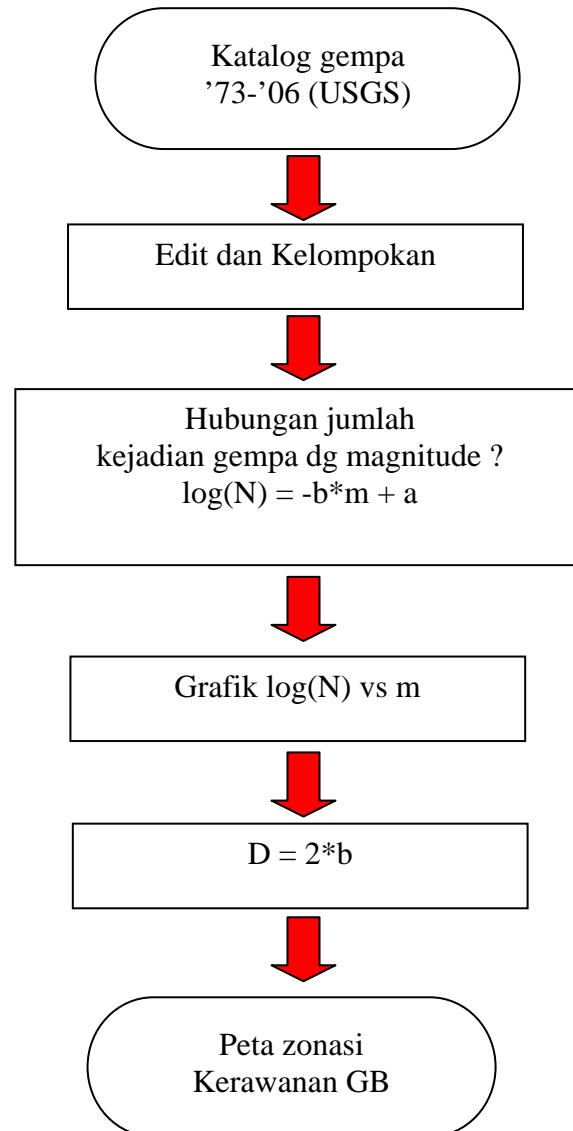 Katalog gempa
’73-’06 (USGS)
Edit dan Kelompokan
Hubungan jumlah
kejadian gempa dg magnitude ?
log(N) = -b*m + a
Grafik log(N) vs m
D = 2*b
Peta zonasi
Kerawanan GB